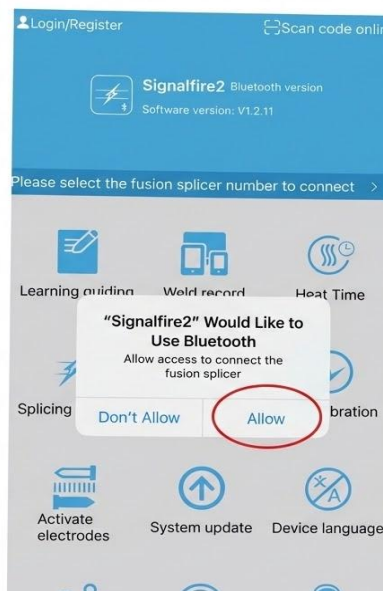 Login/Register
Scan code onlin
Signalfire2 Bluetooth version
Software version: V1.2.11
Please select the fusion splicer number to connect >
Learning guiding
Weld record
Heat Time
"Signalfire2" Would Like to
Use Bluetooth
Allow access to connect the
fusion splicer
Splicing
bration
Don't Allow
Allow
Activate
electrodes
System update
Device language